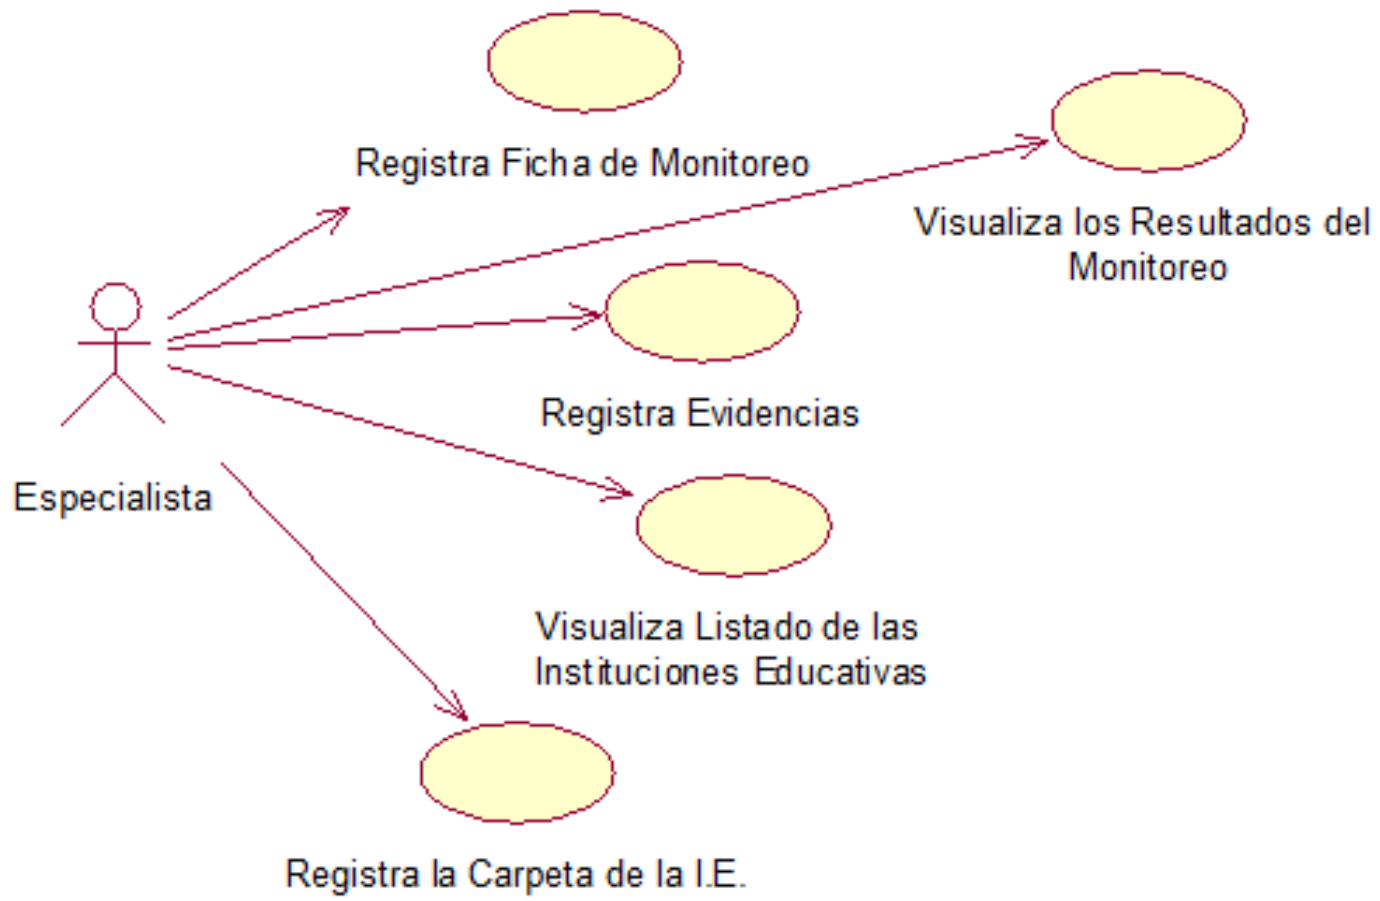 Registra Ficha de Monitoreo
Visualiza los Resultados del
Monitoreo
Registra Evidencias
Especialista
Visualiza Listado de las
Instituciones Educativas
Registra la Carpeta de la I.E.